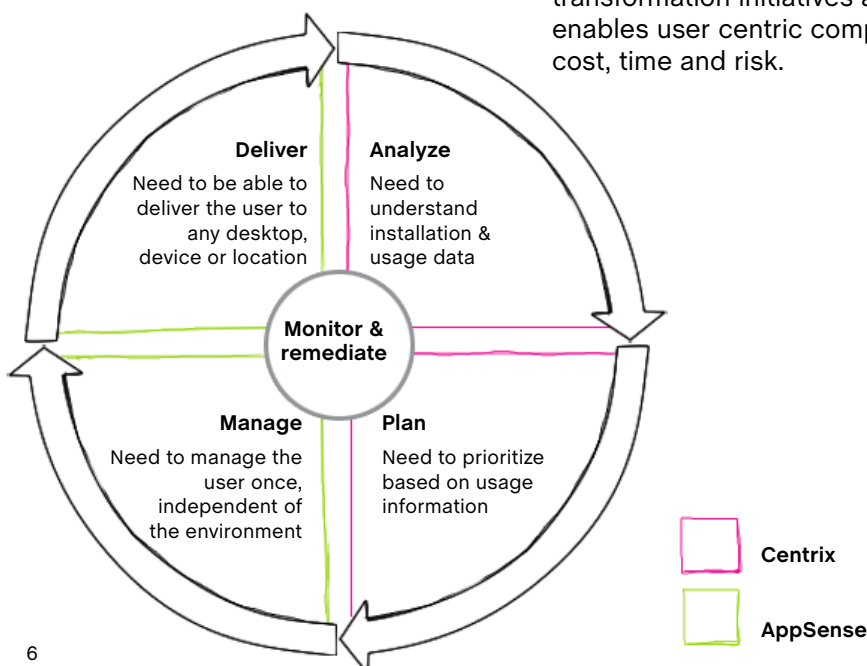 transformation initiatives a
enables user centric comp
cost, time and risk.
Deliver
Need to be able to
deliver the user to
any desktop,
device or location
Analyze
Need to
understand
installation &
usage data
Monitor &
remediate
Manage
Need to manage the
user once,
independent of
the environment
Plan
Need to prioritize
based on usage
information
Centrix
AppSense
6